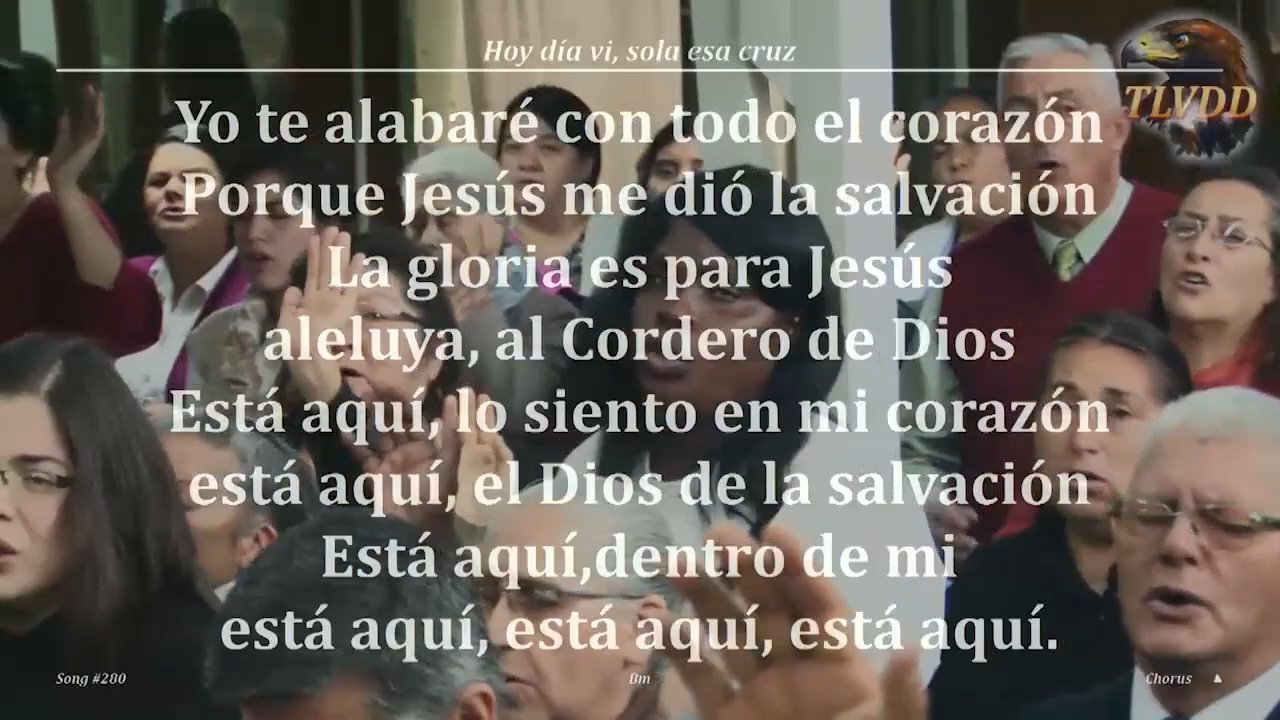 Hoy día vi, sola esa cruz
TLVDD
Yo te alabaré con todo el corazón
Porque Jesús me dió la salvación
La gloria es para Jesús
aleluya, al Cordero de Dios
Está aquí, lo siento en mi corazón
está aquí, el Dios de la salvación
Está aquí,dentro de mi
está aquí, está aquí, está aquí.
Song #280
Bm
Chorus